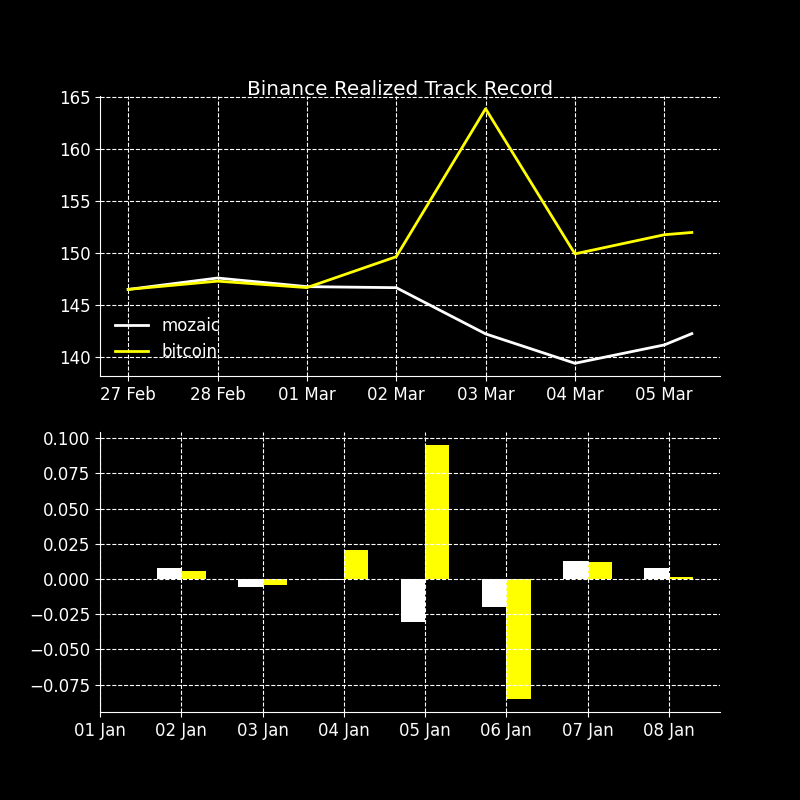 Binance Realized Track Record
165
160
155
150
145
140
mozaic
bitcoin
27 Feb 28 Feb 01 Mar 02 Mar 03 Mar 04 Mar 05 Mar
0.100
0.075
0.050
0.025
0.000
−0.025
−0.050
−0.075
01 Jan 02 Jan 03 Jan 04 Jan 05 Jan 06 Jan 07 Jan 08 Jan